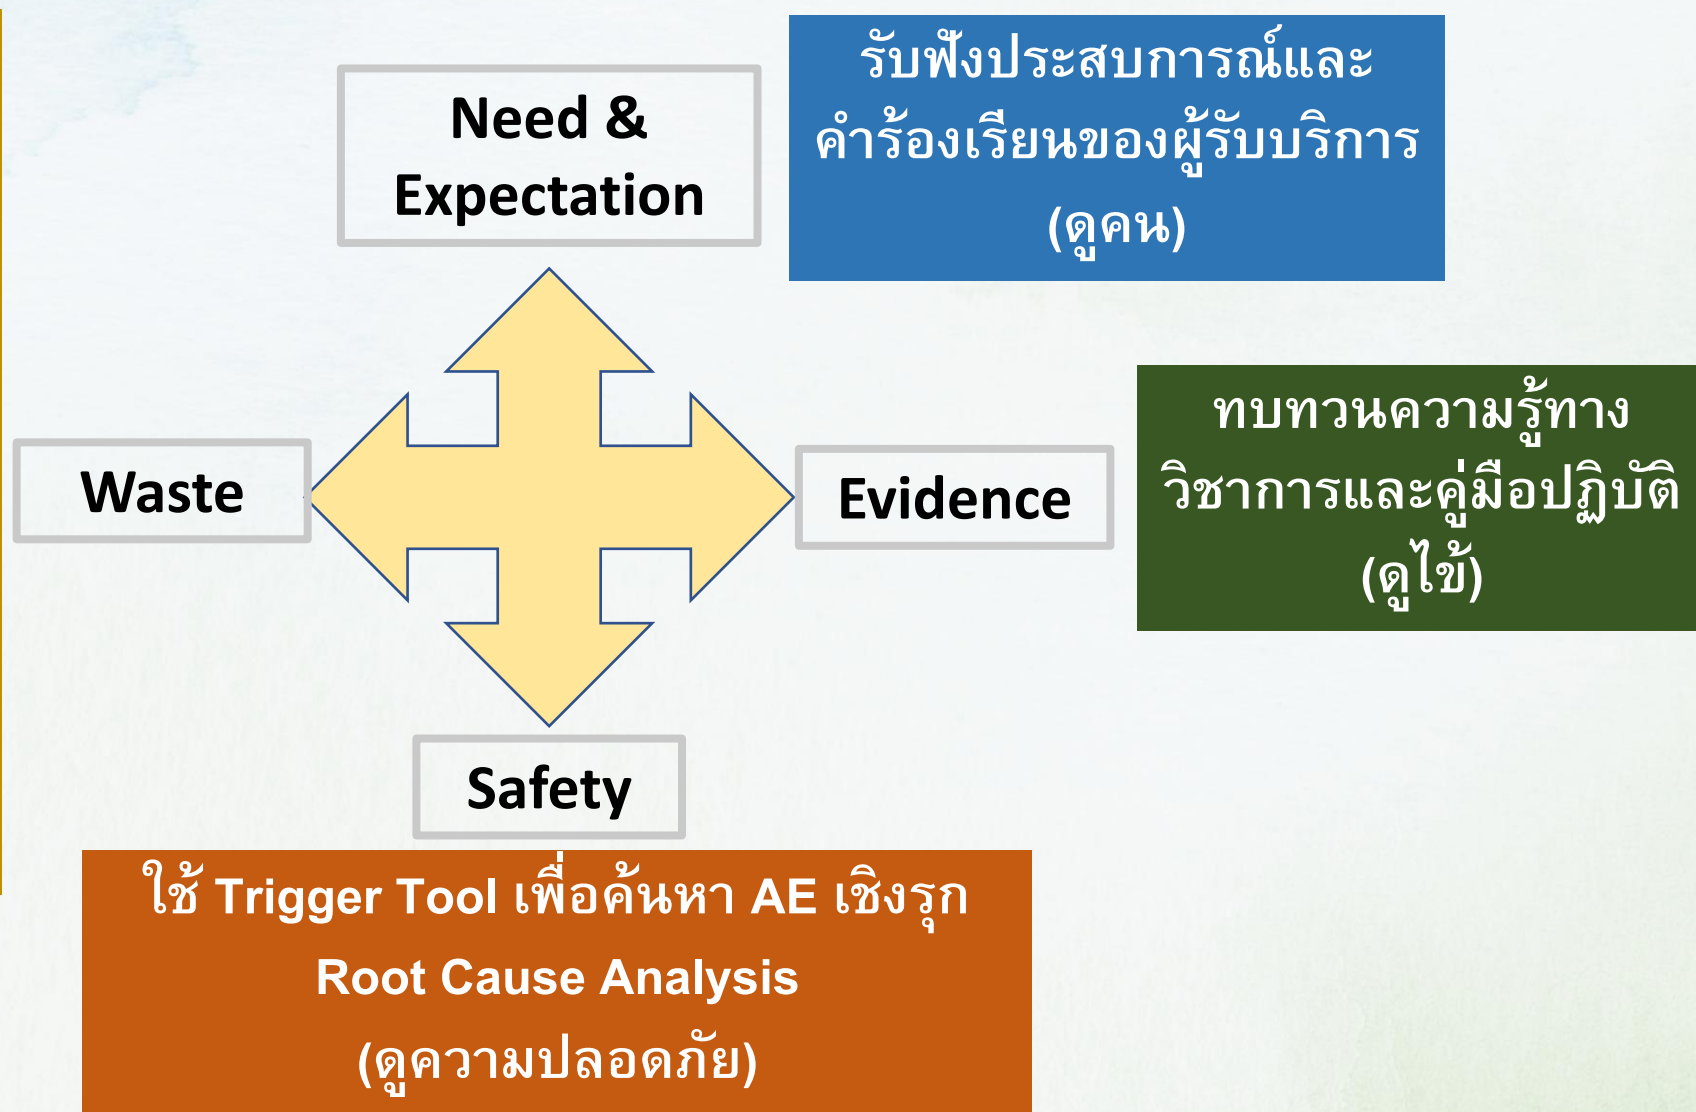 Need &
Expectation
รับฟังประสบการณ์และ
คำร้องเรียนของผู้รับบริการ
(ดูคน)
Waste
Evidence
ทบทวนความรู้ทาง
วิชาการและคู่มือปฏิบัติ
(ดูไข้)
Safety
ใช้ Trigger Tool เพื่อค้นหา AE เชิงรุก
Root Cause Analysis
(ดูความปลอดภัย)